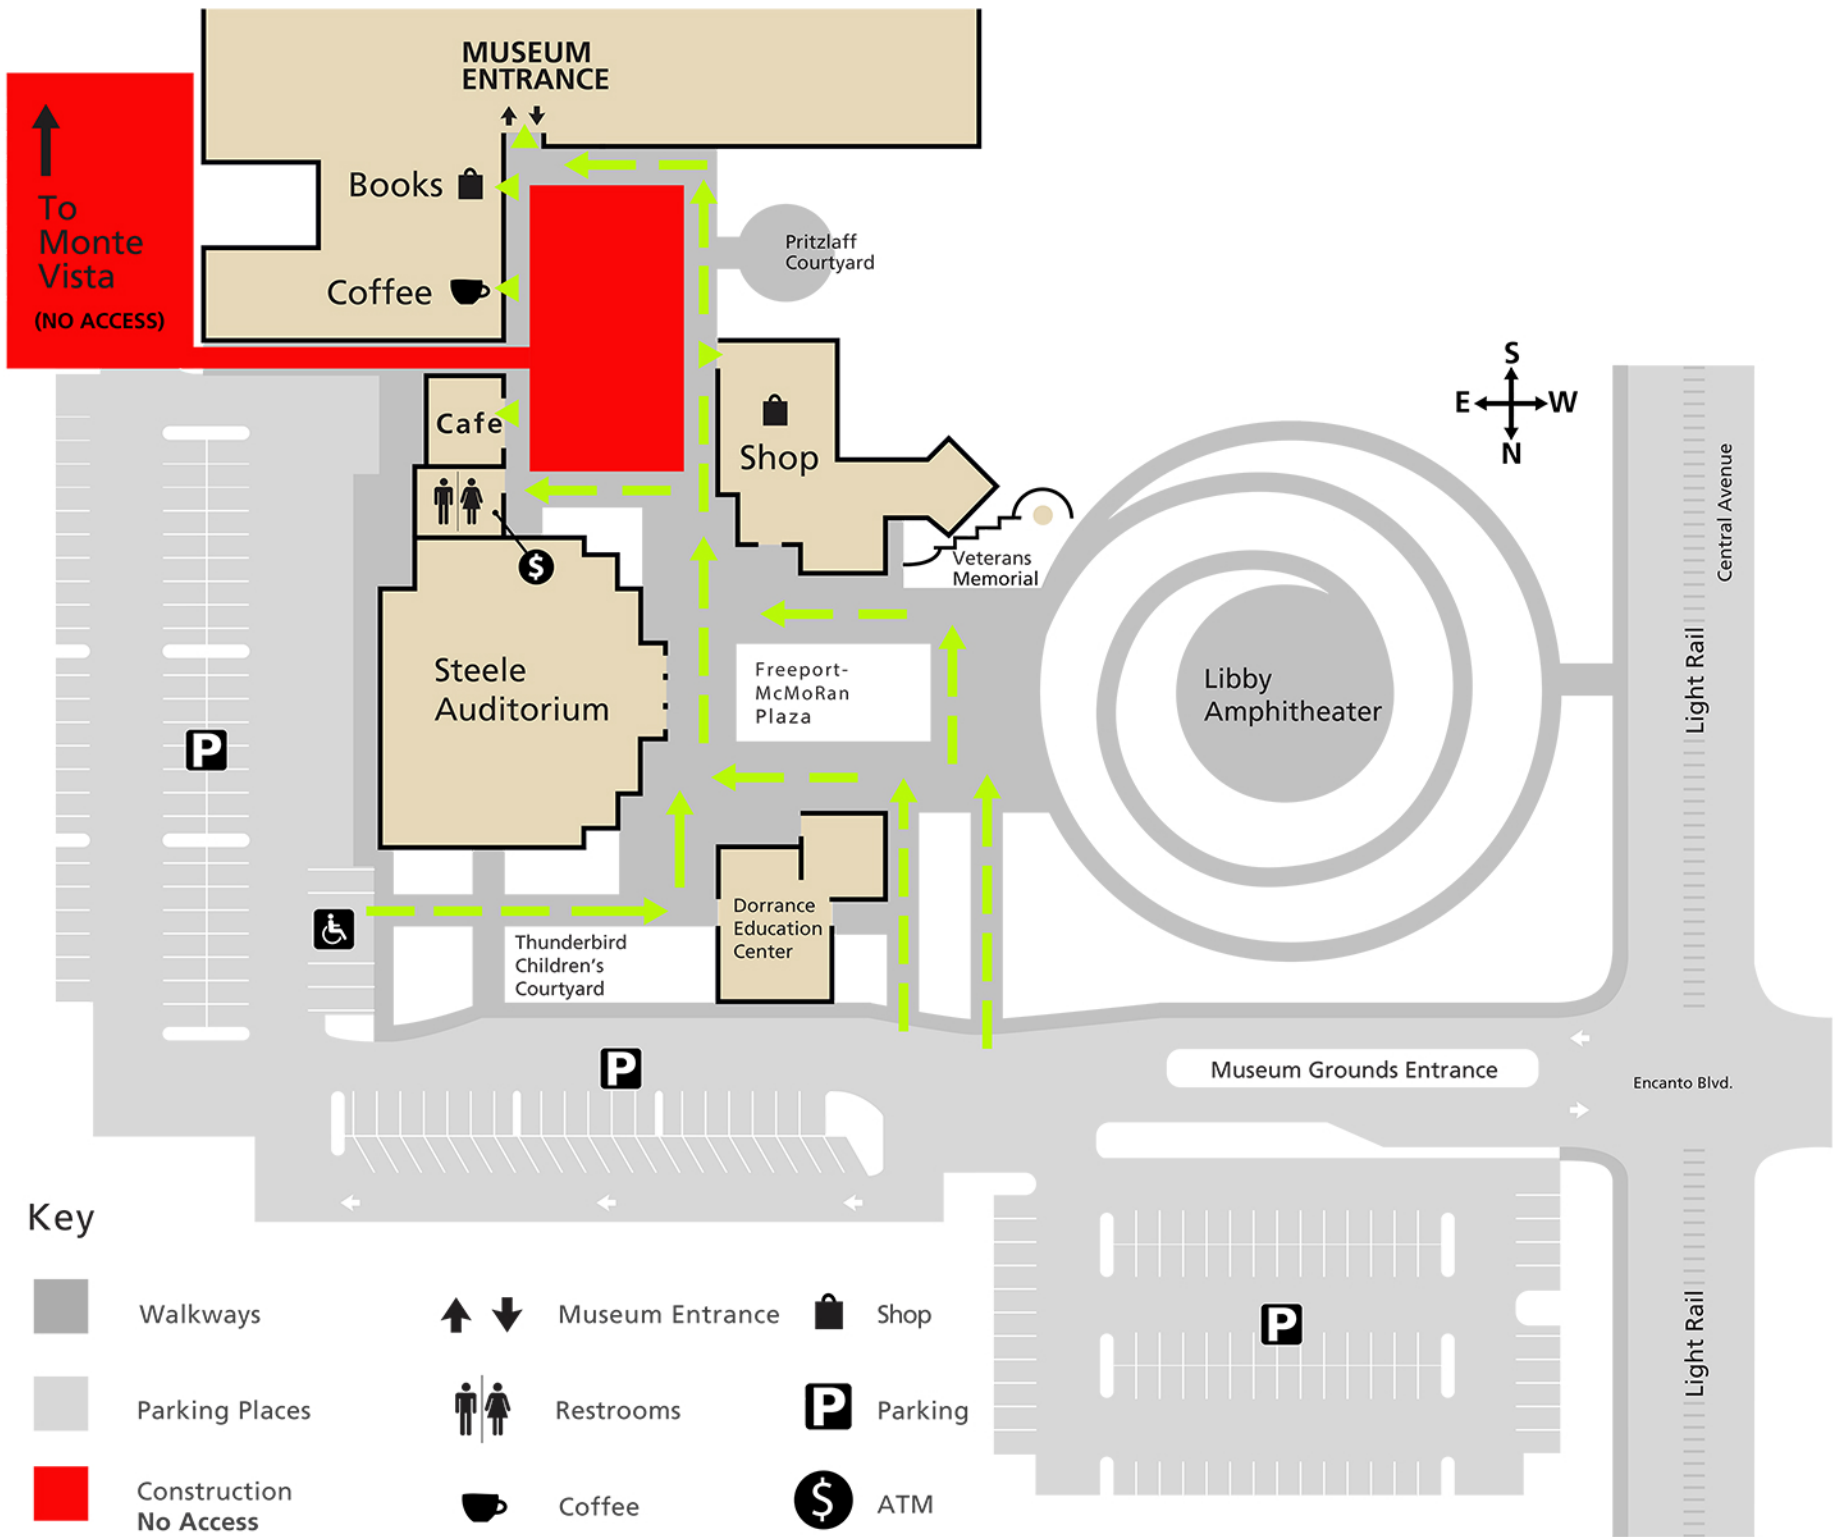 MUSEUM
ENTRANCE
To
Monte
Vista
(NO ACCESS)
Books
Coffee
Pritzlaff
Courtyard
Cafe
Shop
$
Veterans
Memorial
S
E W
N
Central Avenue
Light Rail
Steele
Auditorium
Freeport-
McMoRan
Plaza
Libby
Amphitheater
P
Dorrance
Education
Center
Thunderbird
Children's
Courtyard
P
Museum Grounds Entrance
Encanto Blvd.
P
Light Rail
Key
Walkways
Museum Entrance
Shop
Parking Places
Restrooms
P
Parking
Construction
No Access
Coffee
$
ATM